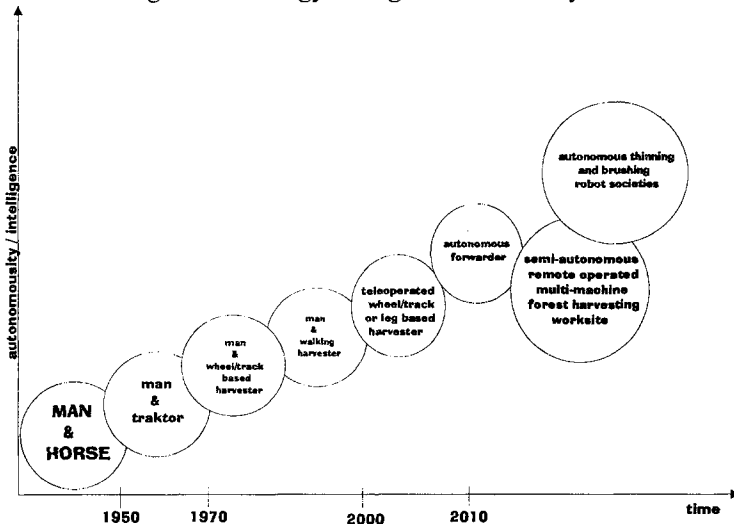 autonomousity / intelligence
autonomous thinning
and brushing
robot societies
autonomous
forwarder
semi-autonomous
remote operated
multi-machine
forest harvesting
worksite
teleoperated
wheel/track
or leg based
harvester
man
&
walking
harvester
man
&
wheel/track
based
harvester
man
&
traktor
MAN
&
HORSE
1950
1970
2000
2010
time